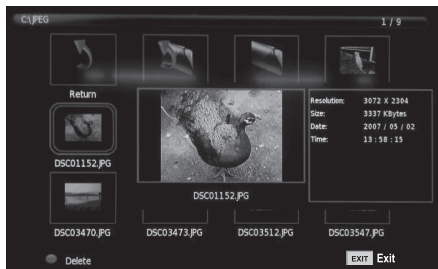 C:\JPEG
1 / 9
Return
Resolution: 3072 X 2304
Size: 3337 KBytes
Date: 2007 / 05 / 02
Time: 13 : 58 : 15
DSC01152.JPG
DSC01152.JPG
DSC03470.JPG
DSC03473.JPG
DSC03512.JPG
DSC03547.JPG
Delete
EXIT Exit